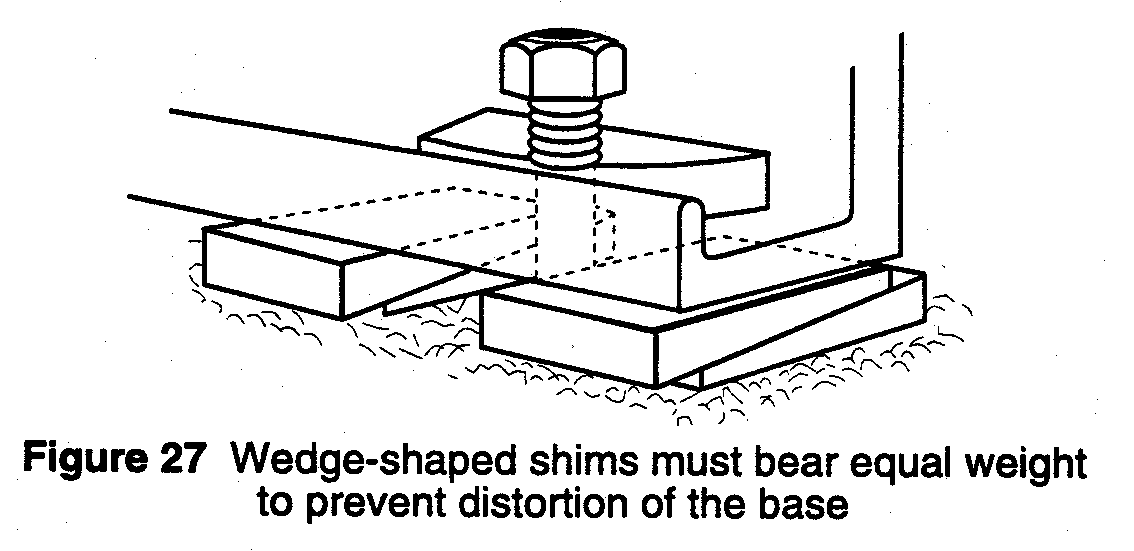 Figure 27 Wedge-shaped shims must bear equal weight
to prevent distortion of the base